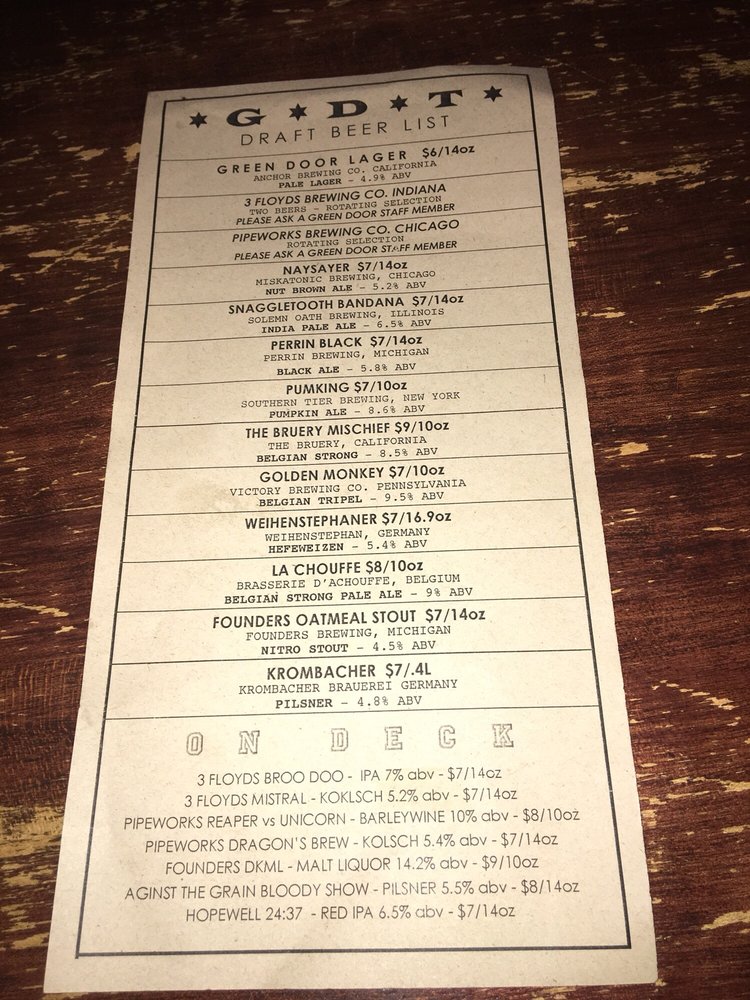 ★ G ★ D ★ T ★
DRAFT BEER LIST
GREEN DOOR LAGER $6/14oz
ANCHOR BREWING CO. CALIFORNIA
PALE LAGER - 4.9% ABV
3 FLOYDS BREWING CO. INDIANA
TWO BEERS - ROTATING SELECTION
PLEASE ASK A GREEN DOOR STAFF MEMBER
PIPEWORKS BREWING CO. CHICAGO
ROTATING SELECTION
PLEASE ASK A GREEN DOOR STAFF MEMBER
NAYSAYER $7/14oz
MISKATONIC BREWING, CHICAGO
NUT BROWN ALE - 5.2% ABV
SNAGGLETOOTH BANDANA $7/14oz
SOLEMN OATH BREWING, ILLINOIS
INDIA PALE ALE - 6.5% ABV
PERRIN BLACK $7/14oz
PERRIN BREWING, MICHIGAN
BLACK ALE - 5.8% ABV
PUMKING $7/10oz
SOUTHERN TIER BREWING, NEW YORK
PUMPKIN ALE - 8.6% ABV
THE BRUERY MISCHIEF $9/10oz
THE BRUERY, CALIFORNIA
BELGIAN STRONG - 8.5% ABV
GOLDEN MONKEY $7/10oz
VICTORY BREWING CO. PENNSYLVANIA
BELGIAN TRIPEL - 9.5% ABV
WEIHENSTEPHANER $7/16.9oz
WEIHENSTEPHAN, GERMANY
HEFEWEIZEN - 5.4% ABV
LA CHOUFFE $8/10oz
BRASSERIE D'ACHOUFFE, BELGIUM
BELGIAN STRONG PALE ALE - 9% ABV
FOUNDERS OATMEAL STOUT $7/14oz
FOUNDERS BREWING, MICHIGAN
NITRO STOUT - 4.5% ABV
KROMBACHER $7/.4L
KROMBACHER BRAUEREI GERMANY
PILSNER - 4.8% ABV
ON DECK
3 FLOYDS BROO DOO - IPA 7% abv - $7/14oz
3 FLOYDS MISTRAL - KOKLSCH 5.2% abv - $7/14oz
PIPEWORKS REAPER vs UNICORN - BARLEYWINE 10% abv - $8/10oz
PIPEWORKS DRAGON'S BREW - KOLSCH 5.4% abv - $7/14oz
FOUNDERS DKML - MALT LIQUOR 14.2% abv - $9/10oz
AGINST THE GRAIN BLOODY SHOW - PILSNER 5.5% abv - $8/14oz
HOPEWELL 24:37 - RED IPA 6.5% abv - $7/14oz